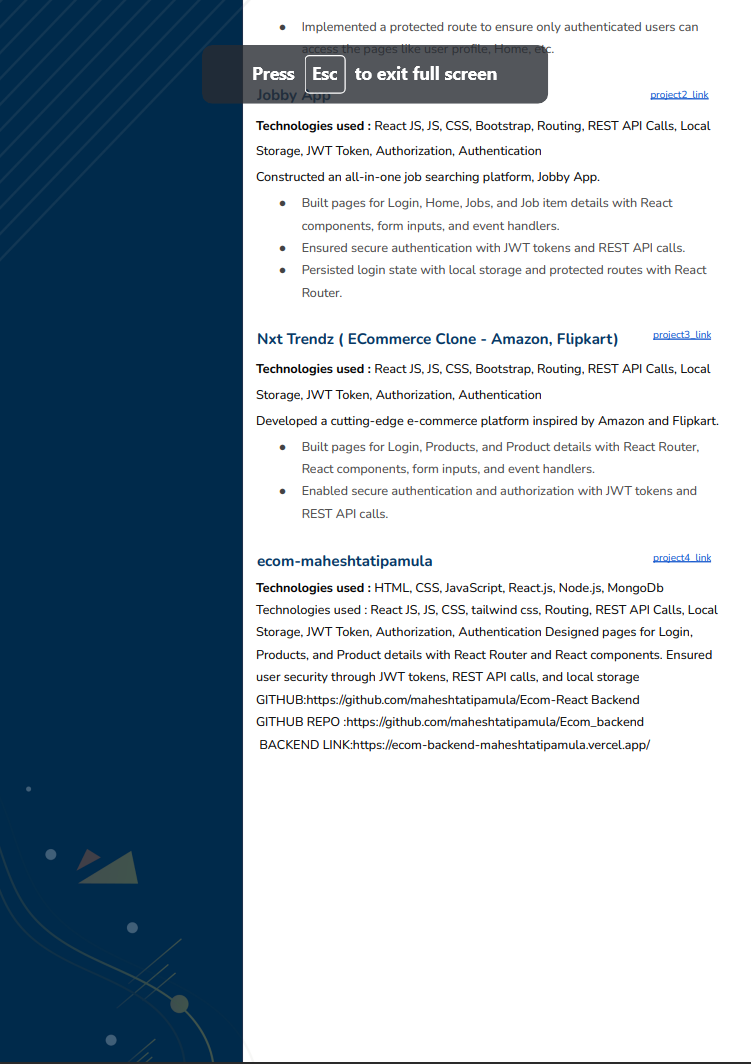 ● Implemented a protected route to ensure only authenticated users can
access the pages like user profile, Home, etc.
Press Esc to exit full screen
Jobby App
project2_link
Technologies used : React JS, JS, CSS, Bootstrap, Routing, REST API Calls, Local
Storage, JWT Token, Authorization, Authentication
Constructed an all-in-one job searching platform, Jobby App.
● Built pages for Login, Home, Jobs, and Job item details with React
components, form inputs, and event handlers.
● Ensured secure authentication with JWT tokens and REST API calls.
● Persisted login state with local storage and protected routes with React
Router.
Nxt Trendz ( ECommerce Clone - Amazon, Flipkart)
project3_link
Technologies used : React JS, JS, CSS, Bootstrap, Routing, REST API Calls, Local
Storage, JWT Token, Authorization, Authentication
Developed a cutting-edge e-commerce platform inspired by Amazon and Flipkart.
● Built pages for Login, Products, and Product details with React Router,
React components, form inputs, and event handlers.
● Enabled secure authentication and authorization with JWT tokens and
REST API calls.
ecom-maheshtatipamula
project4_link
Technologies used : HTML, CSS, JavaScript, React.js, Node.js, MongoDb
Technologies used : React JS, JS, CSS, tailwind css, Routing, REST API Calls, Local
Storage, JWT Token, Authorization, Authentication Designed pages for Login,
Products, and Product details with React Router and React components. Ensured
user security through JWT tokens, REST API calls, and local storage
GITHUB:https://github.com/maheshtatipamula/Ecom-React Backend
GITHUB REPO :https://github.com/maheshtatipamula/Ecom_backend
BACKEND LINK:https://ecom-backend-maheshtatipamula.vercel.app/